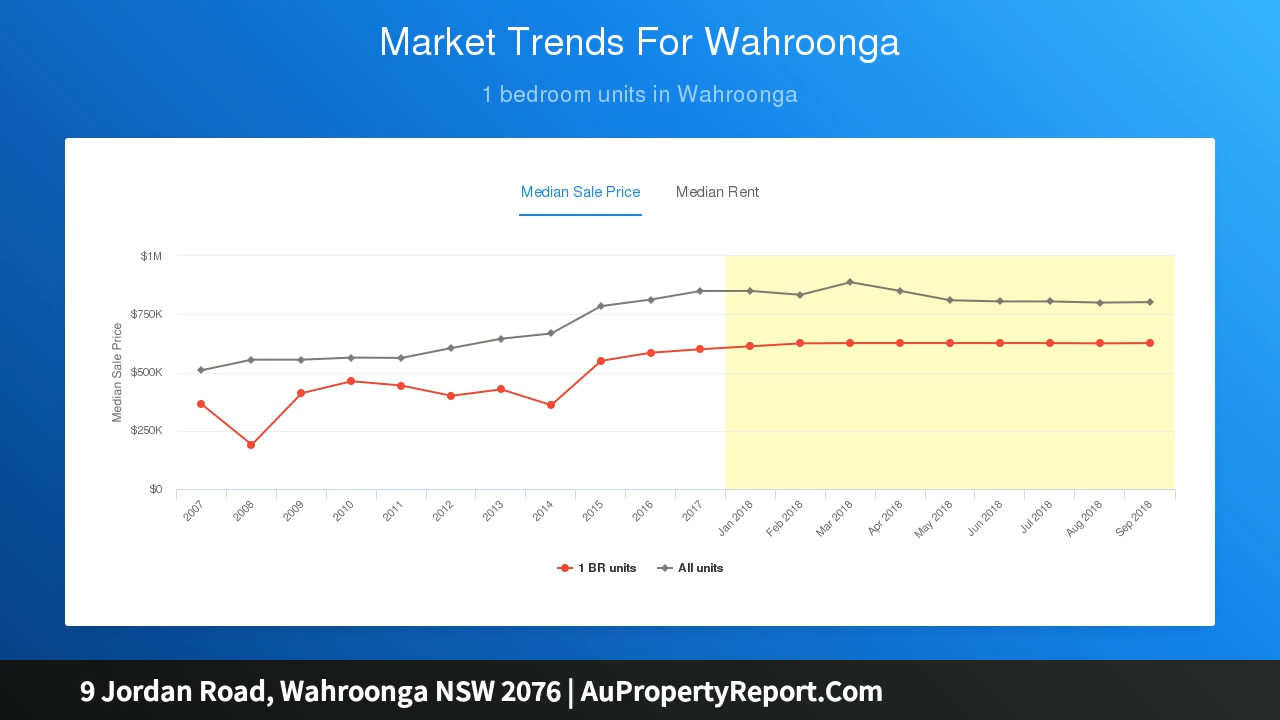 Market Trends For Wahroonga
1 bedroom units in Wahroonga
Median Sale Price
Median Rent
Median Sale Price
$1M
$750K
$500K
$250K
$0
2007
2008
2009
2010
2011
2012
2013
2014
2015
2016
2017
Jan 2018
Feb 2018
Mar 2018
Apr 2018
May 2018
Jun 2018
Jul 2018
Aug 2018
Sep 2018
1 BR units
All units
9 Jordan Road, Wahroonga NSW 2076 | AuPropertyReport.Com